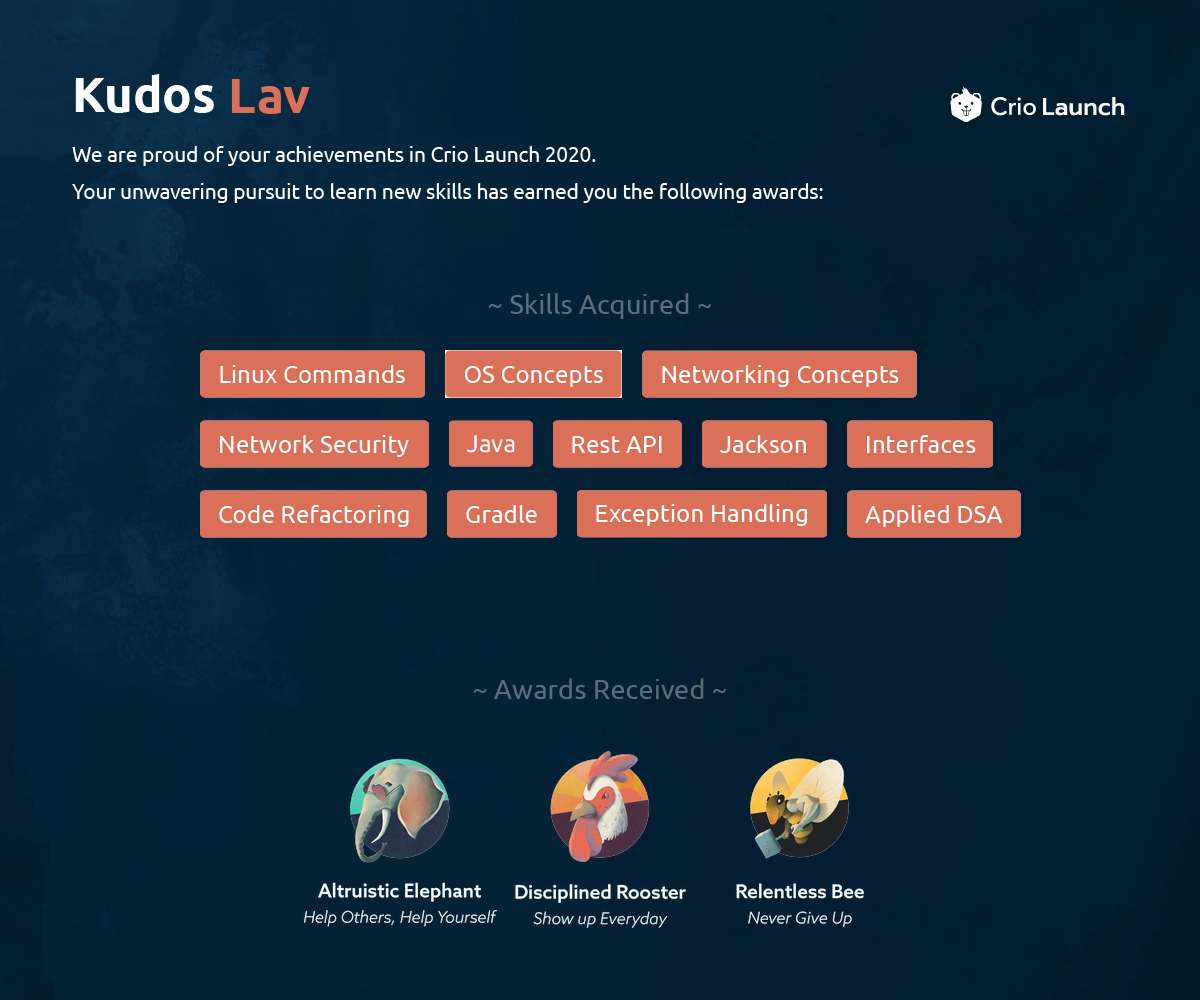 Kudos Lav
Crio Launch
We are proud of your achievements in Crio Launch 2020.
Your unwavering pursuit to learn new skills has earned you the following awards:
~ Skills Acquired ~
Linux Commands OS Concepts Networking Concepts
Network Security Java Rest API Jackson Interfaces
Code Refactoring Gradle Exception Handling Applied DSA
~ Awards Received ~
Altruistic Elephant Disciplined Rooster Relentless Bee
Help Others, Help Yourself Show up Everyday Never Give Up